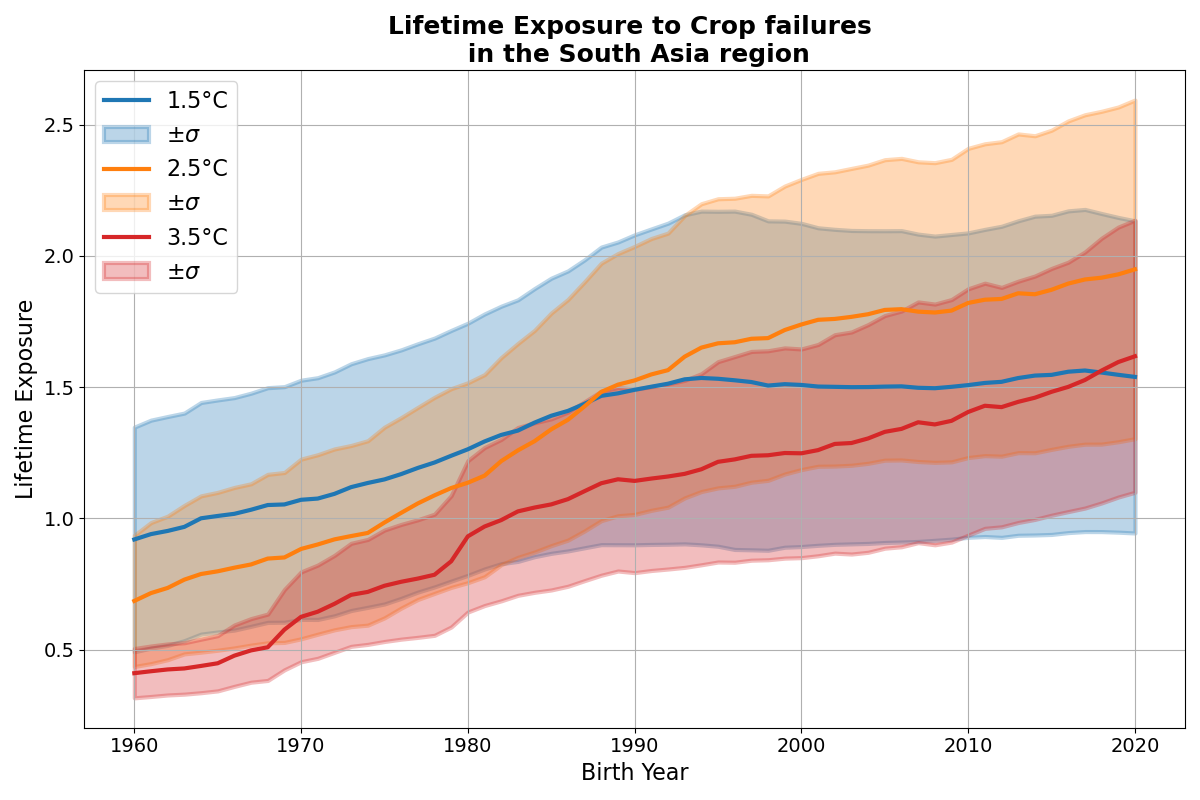 Lifetime Exposure to Crop failures
in the South Asia region
1.5°C
±σ
2.5°C
±σ
3.5°C
±σ
Lifetime Exposure
2.5
2.0
1.5
1.0
0.5
1960 1970 1980 1990 2000 2010 2020
Birth Year